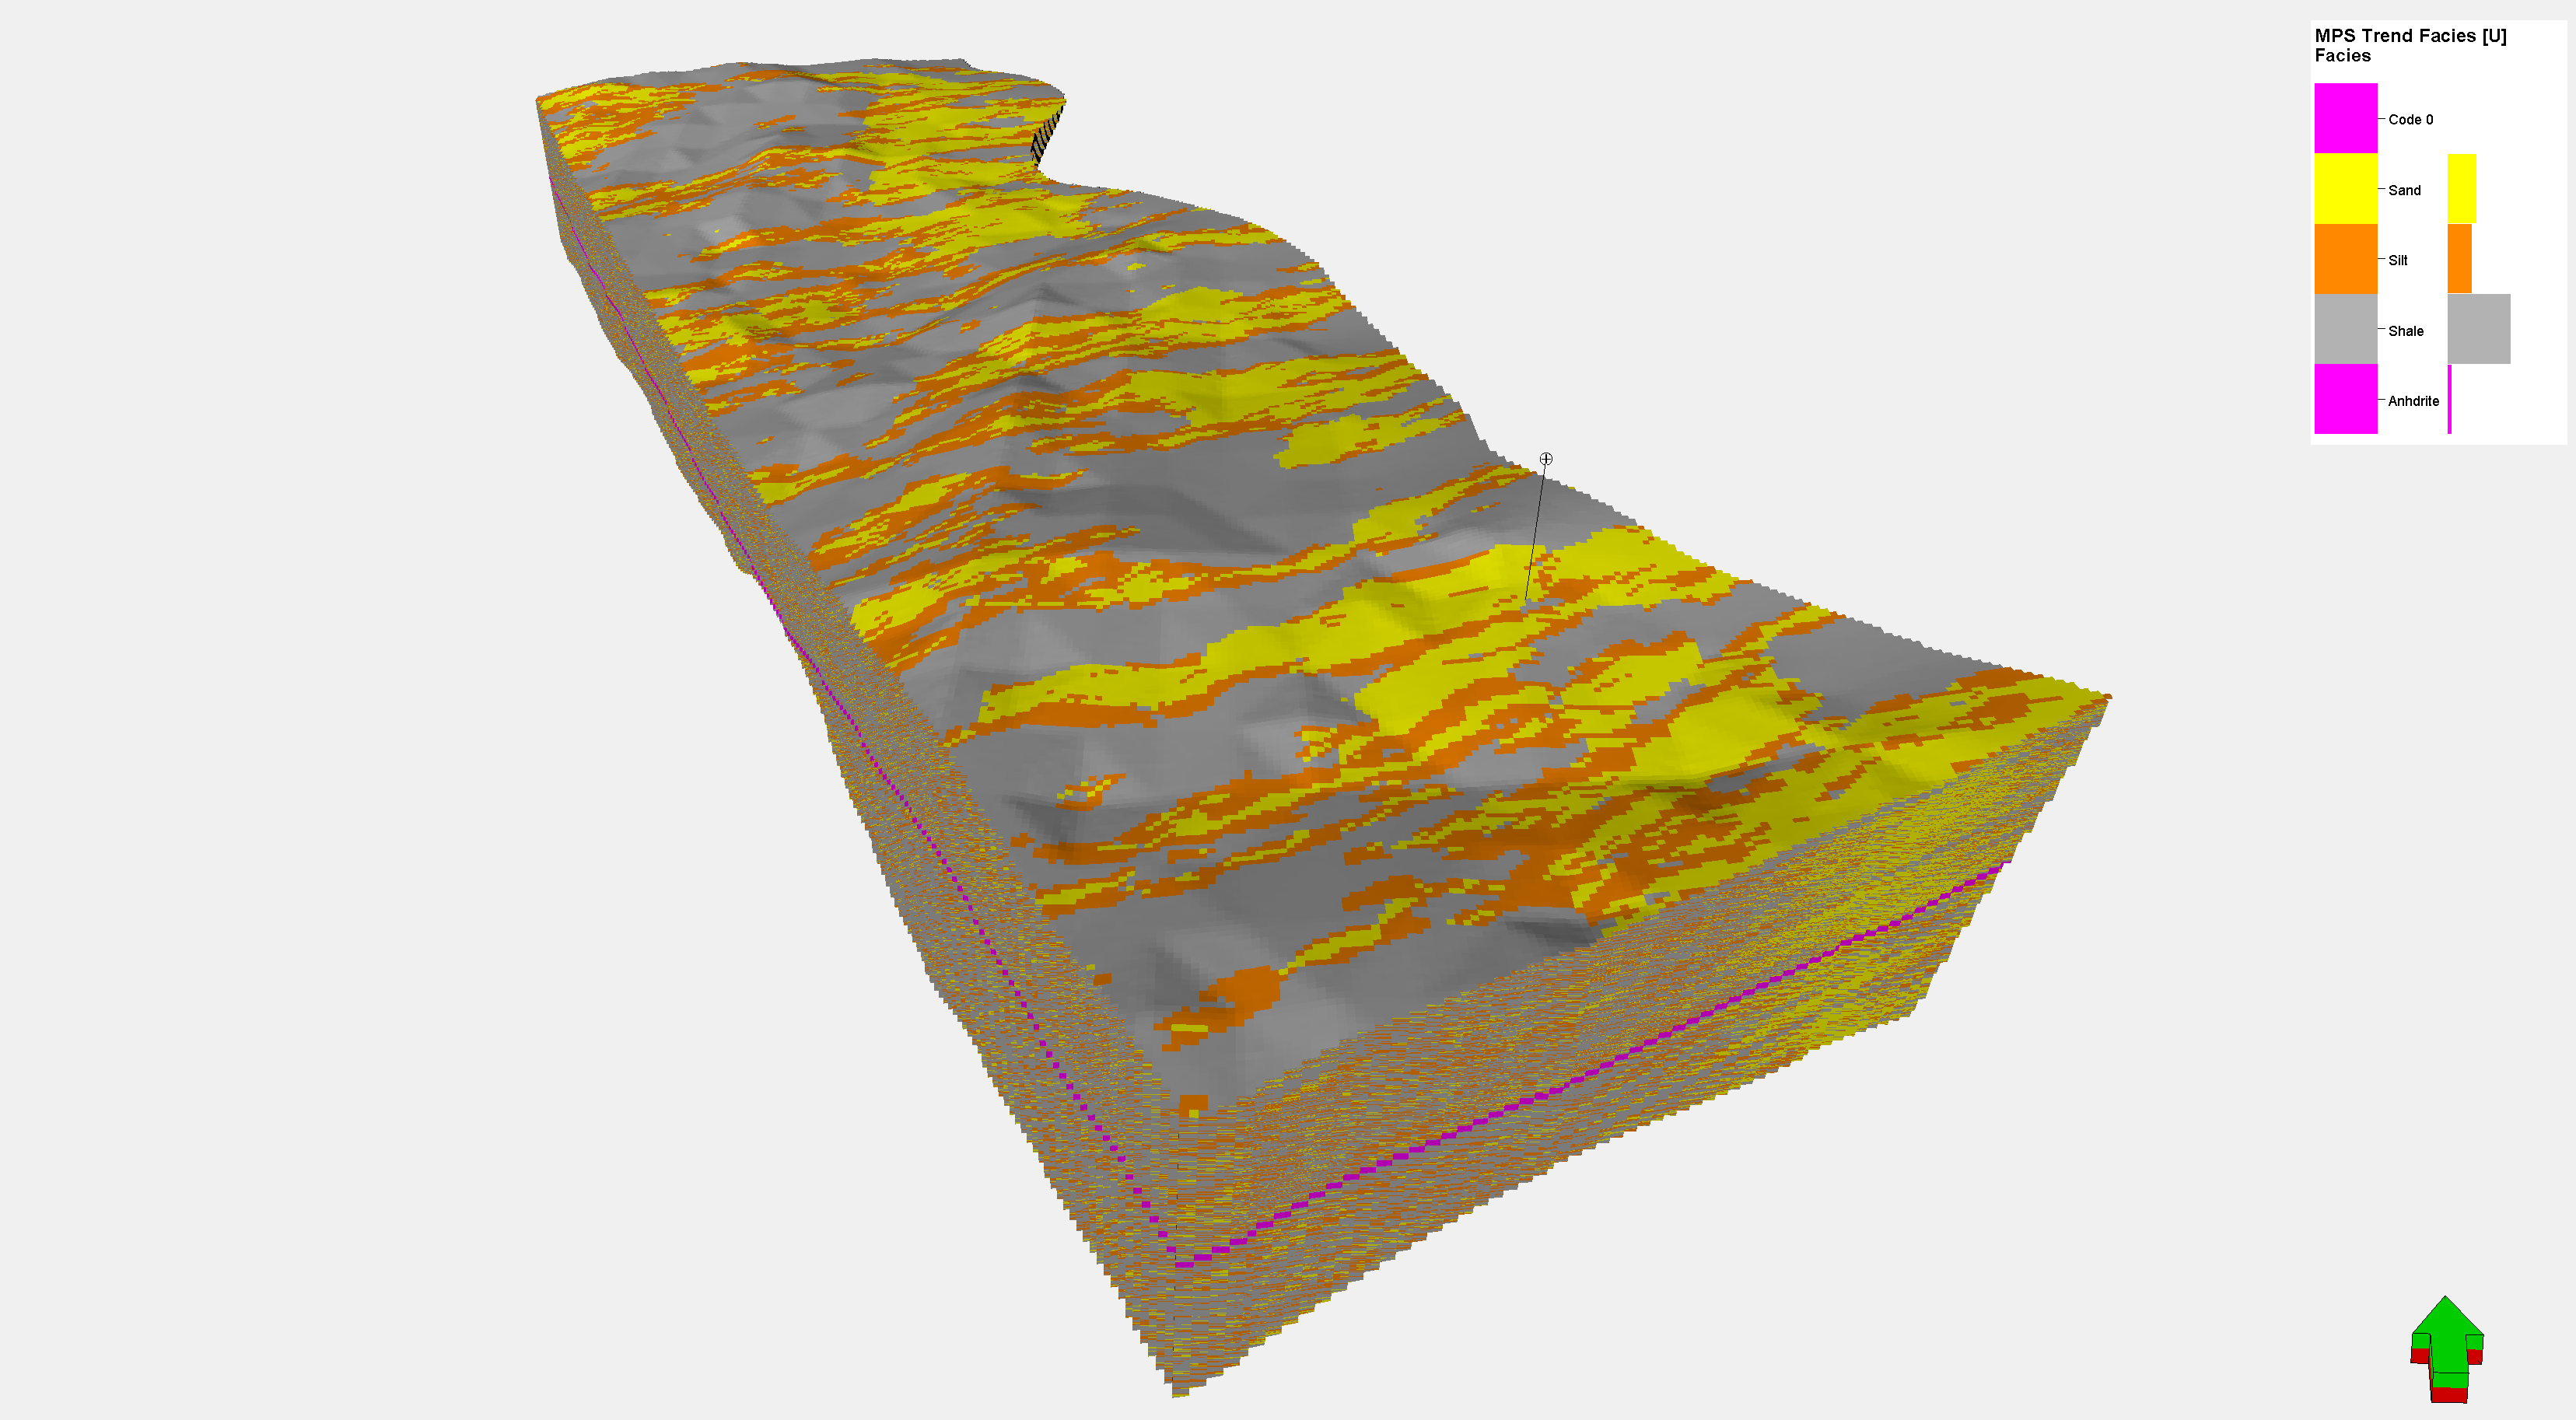 MPS Trend Facies [U]
Facies
Code 0
Sand
Silt
Shale
Anhdrite